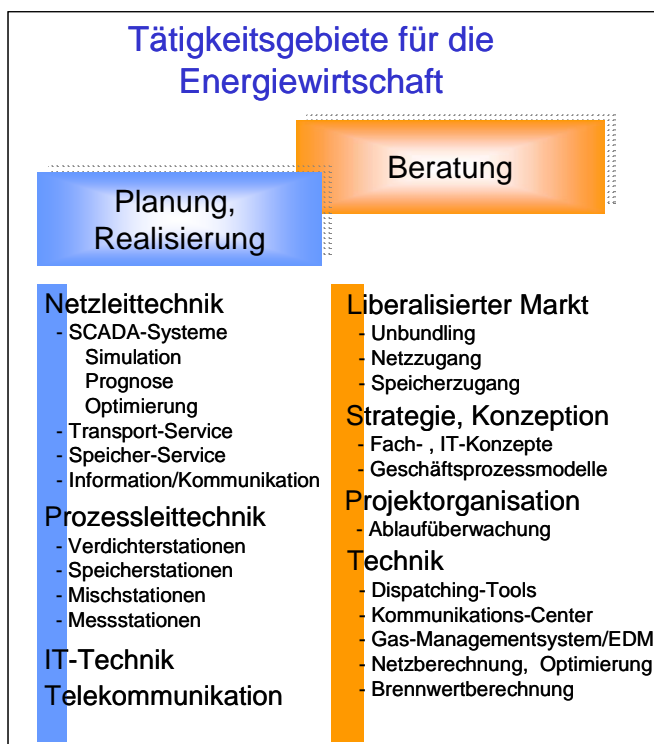 Tätigkeitsgebiete für die
Energiewirtschaft
Beratung
Planung,
Realisierung
Netzleittechnik
- SCADA-Systeme
Simulation
Prognose
Optimierung
- Transport-Service
- Speicher-Service
- Information/Kommunikation
Prozessleittechnik
- Verdichterstationen
- Speicherstationen
- Mischstationen
- Messstationen
IT-Technik
Telekommunikation
Liberalisierter Markt
- Unbundling
- Netzzugang
- Speicherzugang
Strategie, Konzeption
- Fach- , IT-Konzepte
- Geschäftsprozessmodelle
Projektorganisation
- Ablaufüberwachung
Technik
- Dispatching-Tools
- Kommunikations-Center
- Gas-Managementsystem/EDM
- Netzberechnung, Optimierung
- Brennwertberechnung